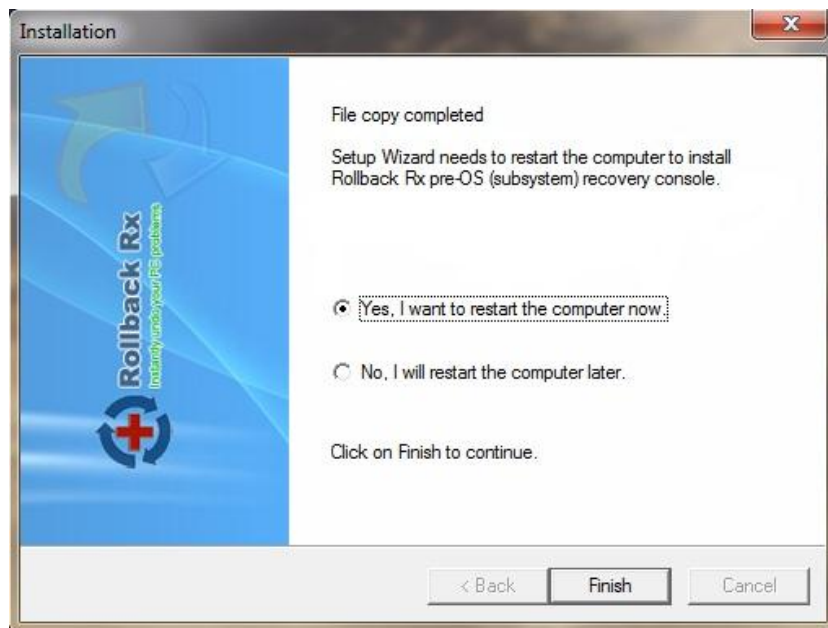 Installation
File copy completed
Setup Wizard needs to restart the computer to install
Rollback Rx pre-OS (subsystem) recovery console.
Rollback Rx
Instantly undo your PC problems
Yes, I want to restart the computer now.
No, I will restart the computer later.
Click on Finish to continue.
< Back
Finish
Cancel